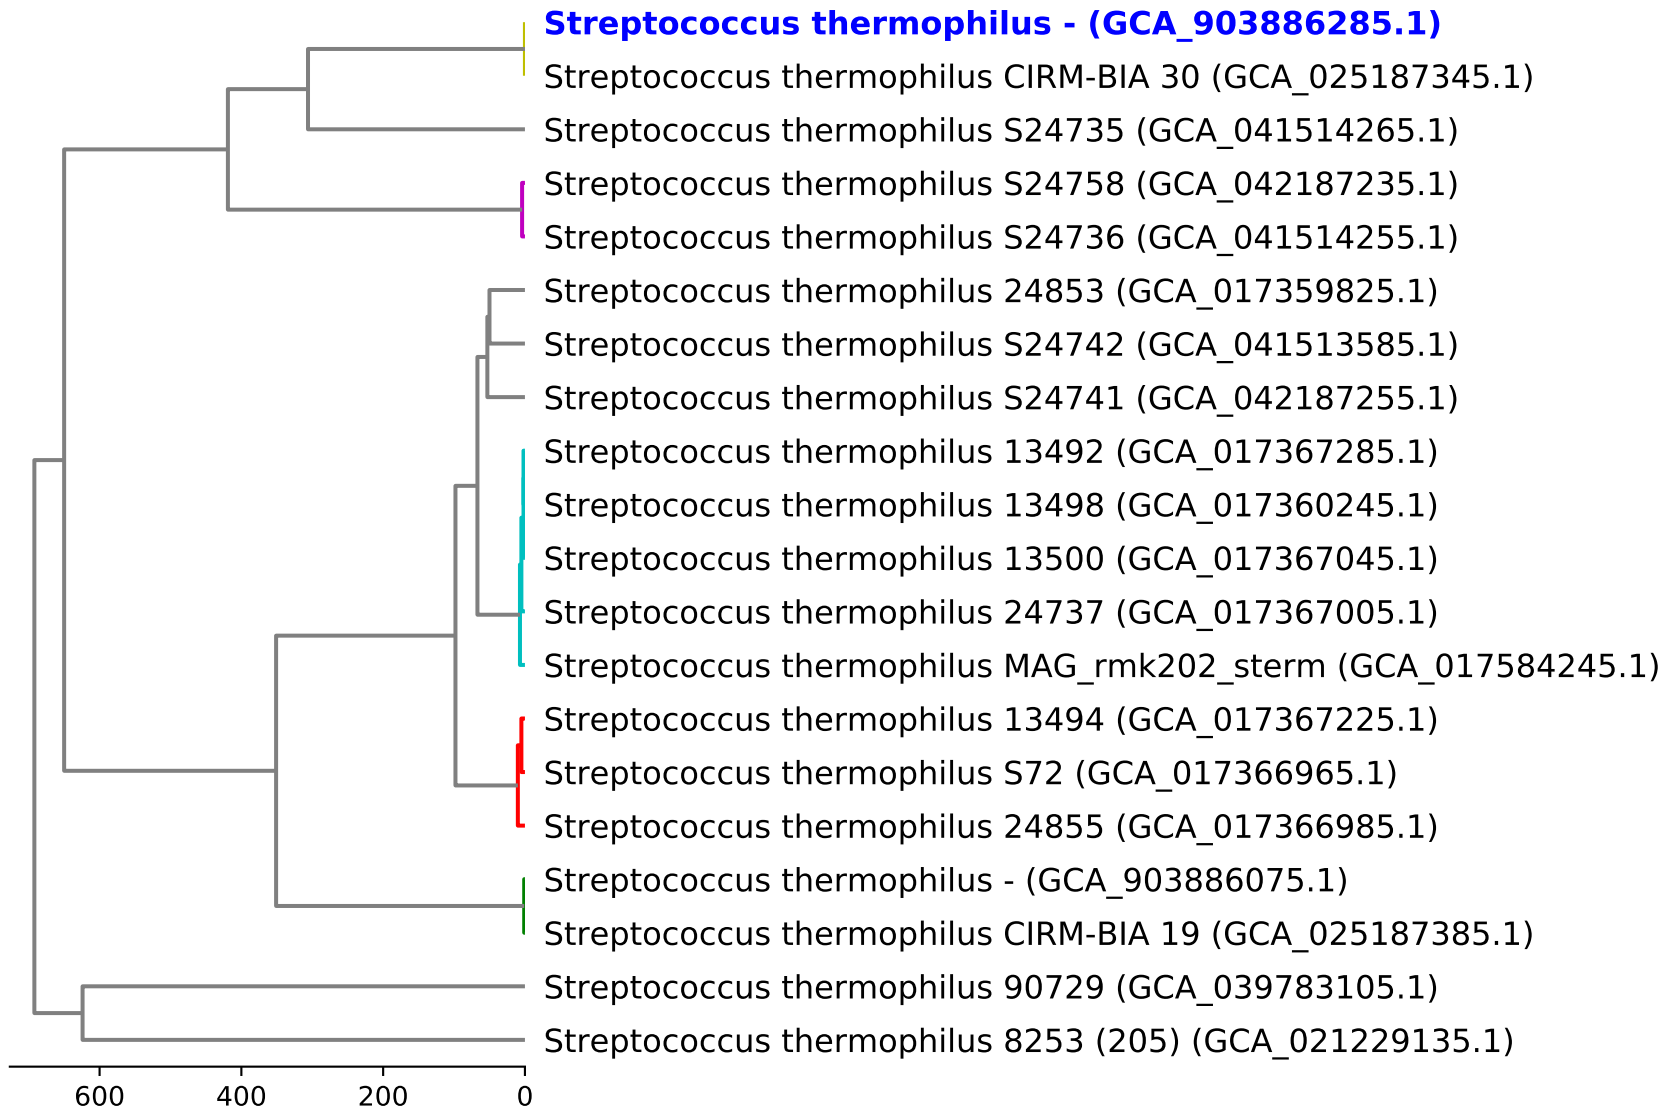 Streptococcus thermophilus - (GCA_903886285.1)
Streptococcus thermophilus CIRM-BIA 30 (GCA_025187345.1)
Streptococcus thermophilus S24735 (GCA_041514265.1)
Streptococcus thermophilus S24758 (GCA_042187235.1)
Streptococcus thermophilus S24736 (GCA_041514255.1)
Streptococcus thermophilus 24853 (GCA_017359825.1)
Streptococcus thermophilus S24742 (GCA_041513585.1)
Streptococcus thermophilus S24741 (GCA_042187255.1)
Streptococcus thermophilus 13492 (GCA_017367285.1)
Streptococcus thermophilus 13498 (GCA_017360245.1)
Streptococcus thermophilus 13500 (GCA_017367045.1)
Streptococcus thermophilus 24737 (GCA_017367005.1)
Streptococcus thermophilus MAG_rmk202_sterm (GCA_017584245.1)
Streptococcus thermophilus 13494 (GCA_017367225.1)
Streptococcus thermophilus S72 (GCA_017366965.1)
Streptococcus thermophilus 24855 (GCA_017366985.1)
Streptococcus thermophilus - (GCA_903886075.1)
Streptococcus thermophilus CIRM-BIA 19 (GCA_025187385.1)
Streptococcus thermophilus 90729 (GCA_039783105.1)
Streptococcus thermophilus 8253 (205) (GCA_021229135.1)
600 400 200 0